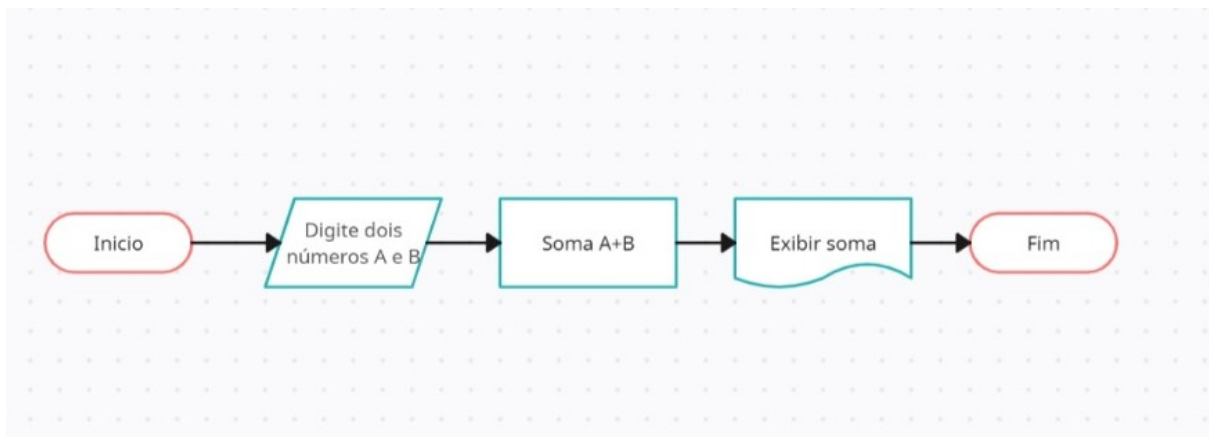 Inicio
Digite dois
números A e B
Soma A+B
Exibir soma
Fim